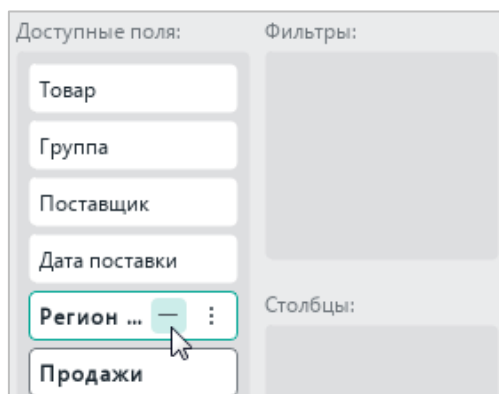 Доступные поля:
Фильтры:
Товар
Группа
Поставщик
Дата поставки
Регион ...
Столбцы:
Продажи